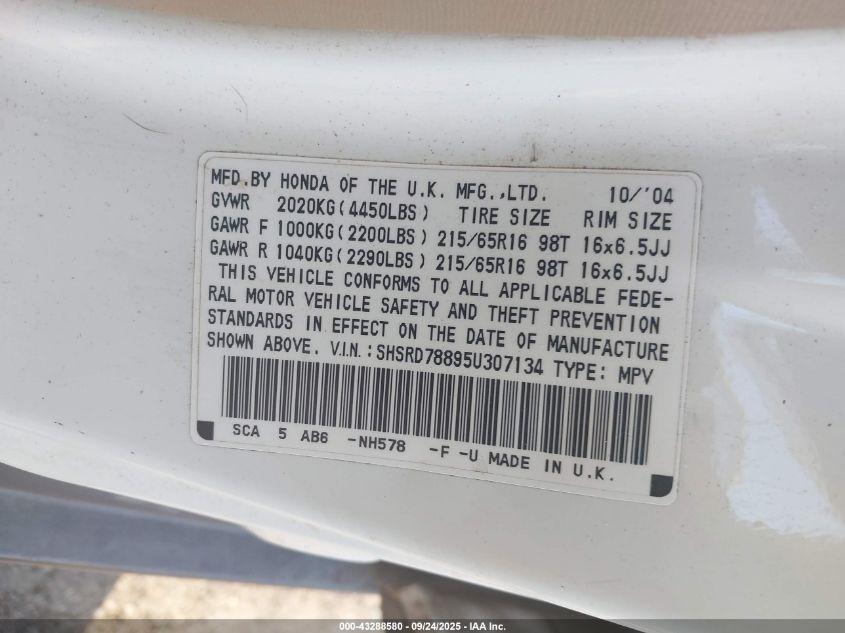 MFD.BY HONDA OF THE U.K. MFG.,LTD. 10/'04
GVWR 2020KG(4450LBS) TIRE SIZE RIM SIZE
GAWR F 1000KG(2200LBS) 215/65R16 98T 16x6.5JJ
GAWR R 1040KG(2290LBS) 215/65R16 98T 16x6.5JJ
THIS VEHICLE CONFORMS TO ALL APPLICABLE FEDE-
RAL MOTOR VEHICLE SAFETY AND THEFT PREVENTION
STANDARDS IN EFFECT ON THE DATE OF MANUFACTURE
SHOWN ABOVE. V.I.N.:SHSRD78895U307134 TYPE: MPV
SCA 5 AB6 -NH578 -F -U MADE IN U.K.
000-43288580 - 09/24/2025 - IAA Inc.